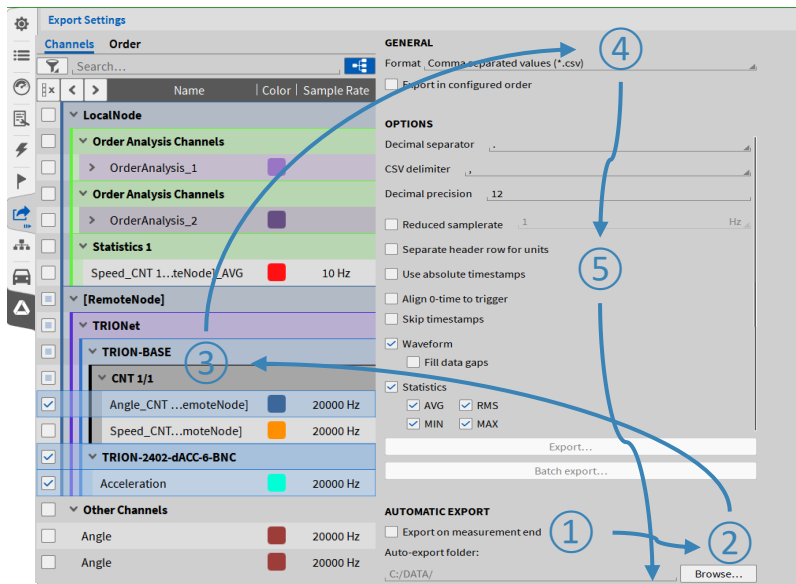 Export Settings
Channels Order
Search...
Name Color Sample Rate
LocalNode
Order Analysis Channels
OrderAnalysis_1
Order Analysis Channels
OrderAnalysis_2
Statistics 1
Speed_CNT 1...teNode]_AVG 10 Hz
[RemoteNode]
TRIONet
TRION-BASE
CNT 1/1
Angle_CNT ...emoteNode] 20000 Hz
Speed_CNT...moteNode] 20000 Hz
TRION-2402-dACC-6-BNC
Acceleration 20000 Hz
Other Channels
Angle 20000 Hz
Angle 20000 Hz
3
GENERAL
Format Comma separated values (*.csv)
Export in configured order
4
OPTIONS
Decimal separator .
CSV delimiter ,
Decimal precision 12
Reduced samplerate 1 Hz
Separate header row for units
Use absolute timestamps
Align 0-time to trigger
Skip timestamps
5
Waveform
Fill data gaps
Statistics
AVG RMS
MIN MAX
Export...
Batch export...
AUTOMATIC EXPORT
Export on measurement end
1
2
Auto-export folder:
C:/DATA/ Browse...